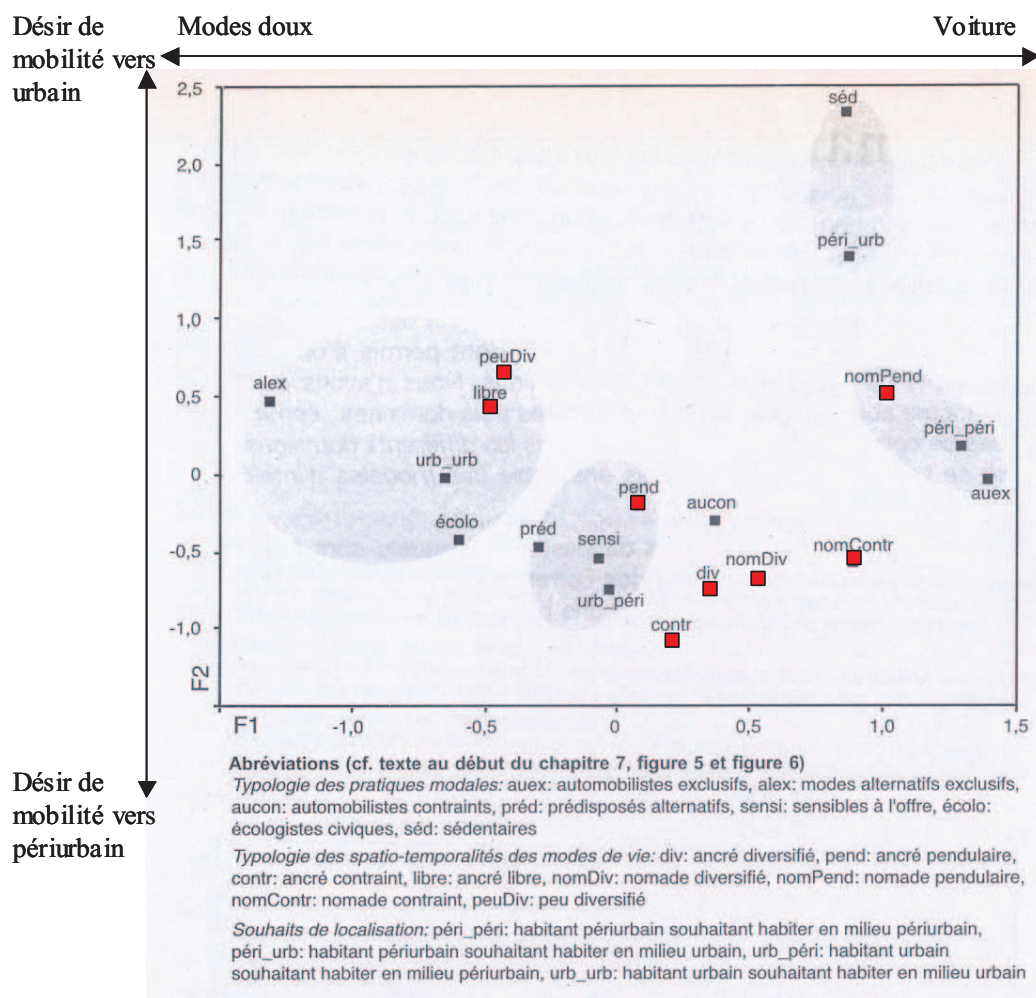 Désir de
mobilité vers
urbain
Modes doux
Voiture
2,5
2,0
1,5
1,0
0,5
0
-0,5
-1,0
F2
séd
péri_urb
peuDiv
alex
libre
nomPend
péri_péri
urb_urb
auex
pend
aucon
écolo
préd
sensi
nomContr
nomDiv
div
urb_péri
contr
F1
-1,0
-0,5
0
0,5
1,0
1,5
Désir de
mobilité vers
périurbain
Abréviations (cf. texte au début du chapitre 7, figure 5 et figure 6)
Typologie des pratiques modales: auex: automobilistes exclusifs, alex: modes alternatifs exclusifs,
aucon: automobilistes contraints, préd: prédisposés alternatifs, sensi: sensibles à l'offre, écolo:
écologistes civiques, séd: sédentaires
Typologie des spatio-temporalités des modes de vie: div: ancré diversifié, pend: ancré pendulaire,
contr: ancré contraint, libre: ancré libre, nomDiv: nomade diversifié, nomPend: nomade pendulaire,
nomContr: nomade contraint, peuDiv: peu diversifié
Souhaits de localisation: péri_péri: habitant périurbain souhaitant habiter en milieu périurbain,
péri_urb: habitant périurbain souhaitant habiter en milieu urbain, urb_péri: habitant urbain
souhaitant habiter en milieu périurbain, urb_urb: habitant urbain souhaitant habiter en milieu urbain